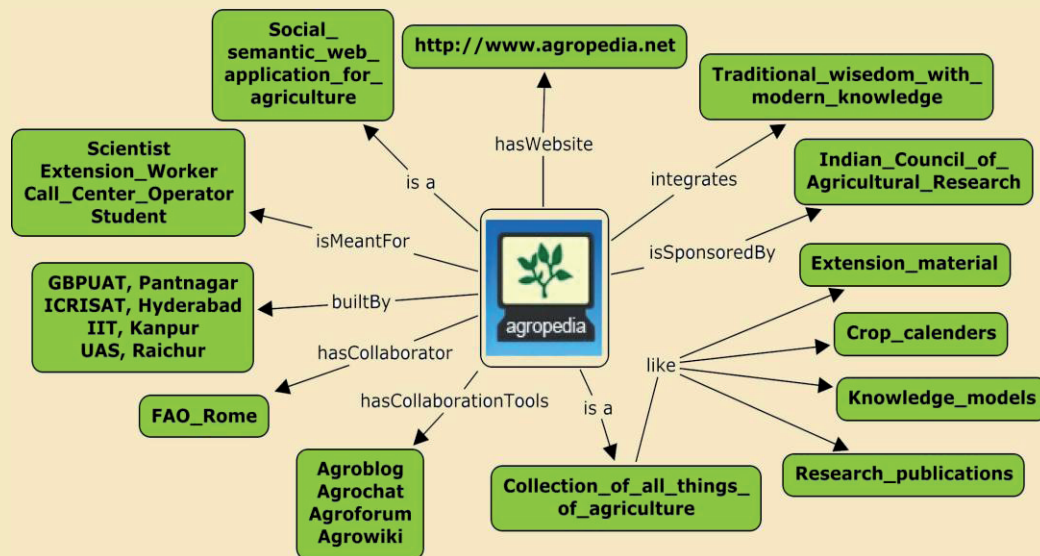 Social_
semantic_web_
application_for_
agriculture
http://www.agropedia.net
Traditional_wisedom_with_
modern_knowledge
Scientist
Extension_Worker
Call_Center_Operator
Student
is a
hasWebsite
integrates
Indian_Council_of_
Agricultural_Research
isMeantFor
isSponsoredBy
GBPUAT, Pantnagar
ICRISAT, Hyderabad
IIT, Kanpur
UAS, Raichur
builtBy
agropedia
Extension_material
Crop_calenders
hasCollaborator
like
FAO_Rome
hasCollaborationTools
is a
Knowledge_models
Agroblog
Agrochat
Agroforum
Agrowiki
Collection_of_all_things_
of_agriculture
Research_publications